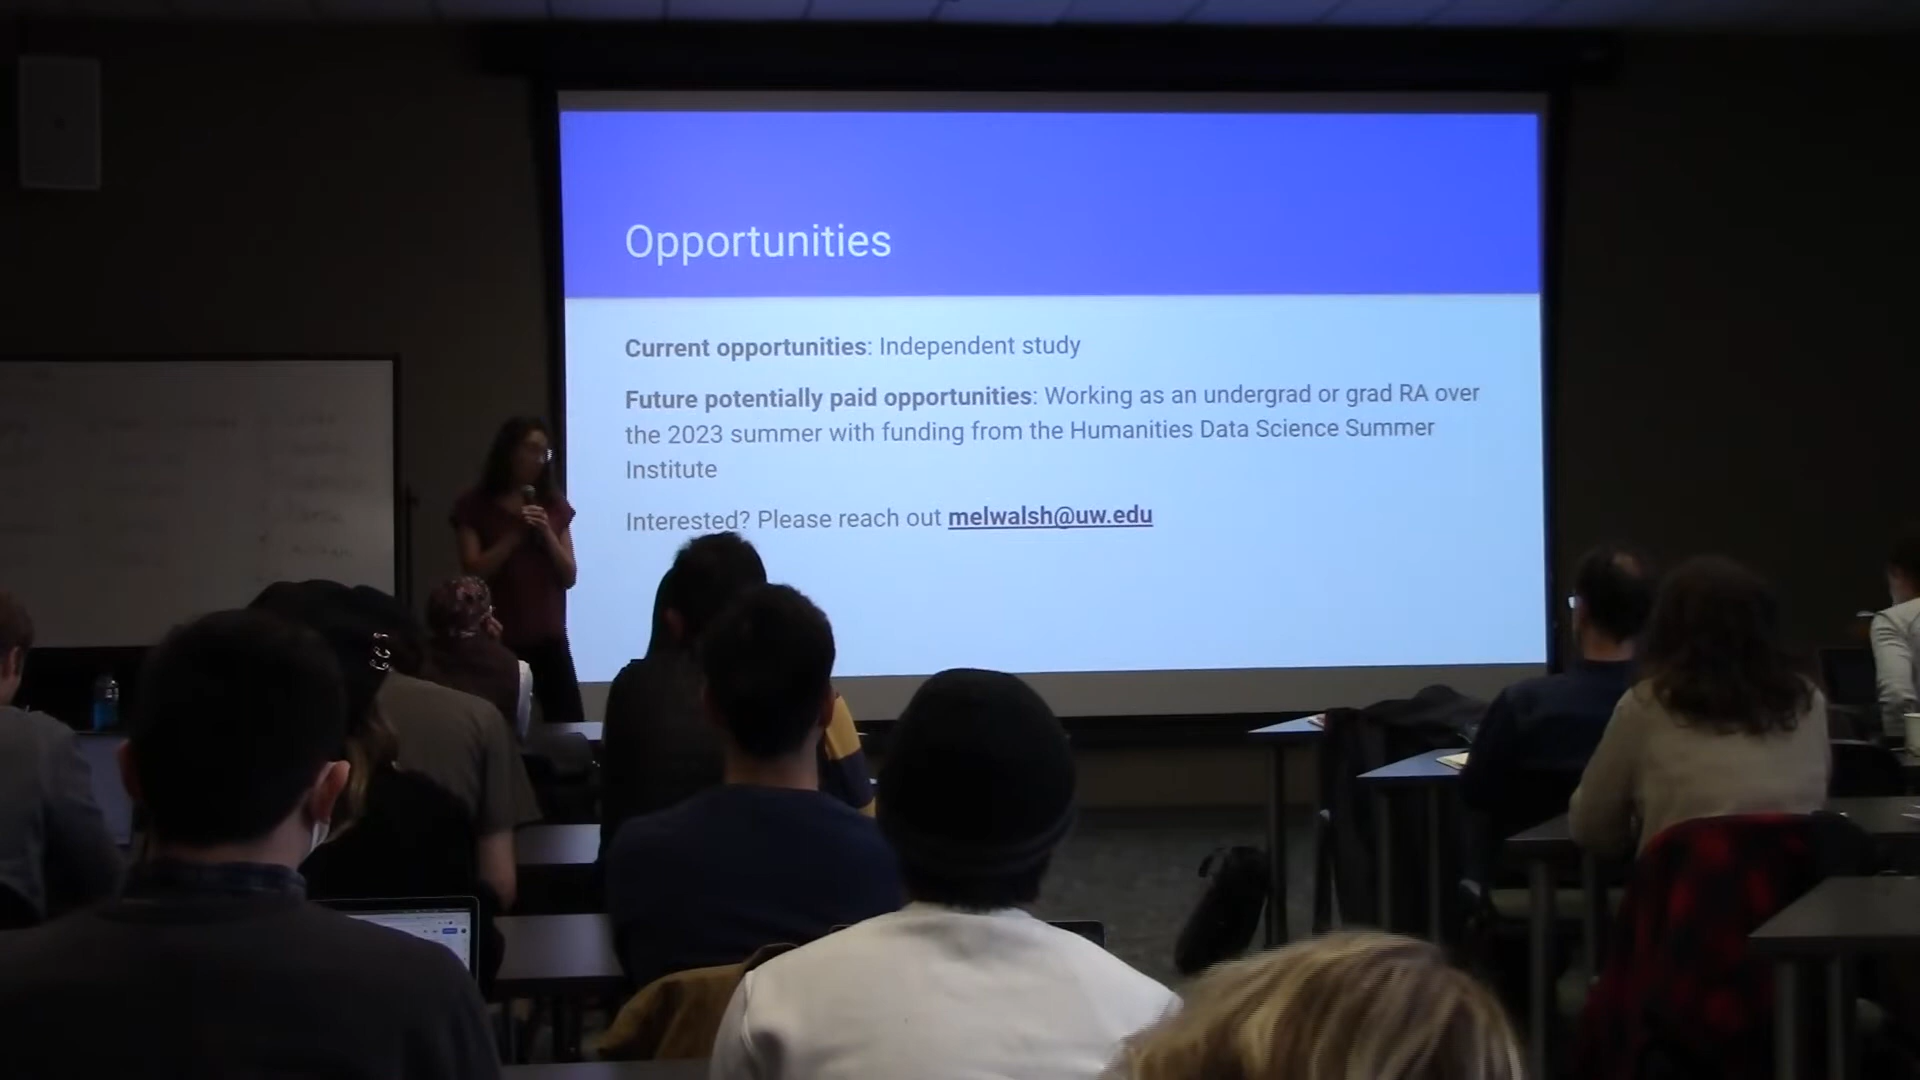 Opportunities
Current opportunities: Independent study
Future potentially paid opportunities: Working as an undergrad or grad RA over
the 2023 summer with funding from the Humanities Data Science Summer
Institute
Interested? Please reach out melwalsh@uw.edu